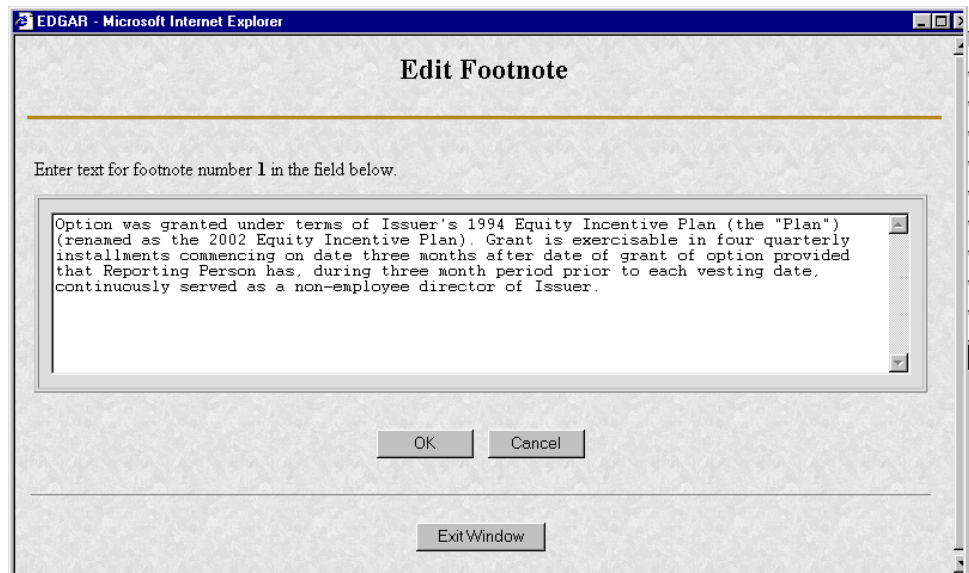 EDGAR - Microsoft Internet Explorer
Edit Footnote
Enter text for footnote number 1 in the field below.
Option was granted under terms of Issuer's 1994 Equity Incentive Plan (the "Plan")
(renamed as the 2002 Equity Incentive Plan). Grant is exercisable in four quarterly
installments commencing on date three months after date of grant of option provided
that Reporting Person has, during three month period prior to each vesting date,
continuously served as a non-employee director of Issuer.
OK Cancel
Exit Window